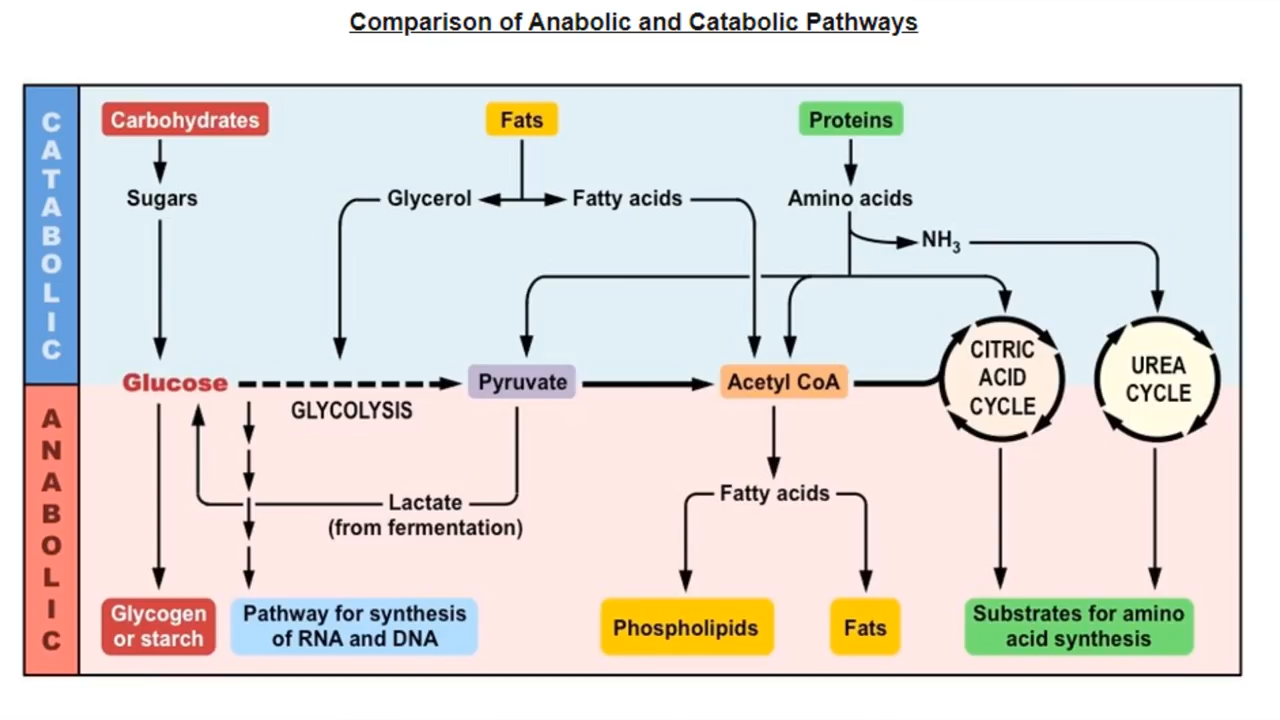 Comparison of Anabolic and Catabolic Pathways
CATABOLIC
Carbohydrates
Fats
Proteins
Sugars
Glycerol
Fatty acids
Amino acids
NH₃
Glucose
GLYCOLYSIS
Pyruvate
Acetyl CoA
CITRIC
ACID
CYCLE
UREA
CYCLE
ANABOLIC
Lactate
(from fermentation)
Fatty acids
Glycogen
or starch
Pathway for synthesis
of RNA and DNA
Phospholipids
Fats
Substrates for amino
acid synthesis